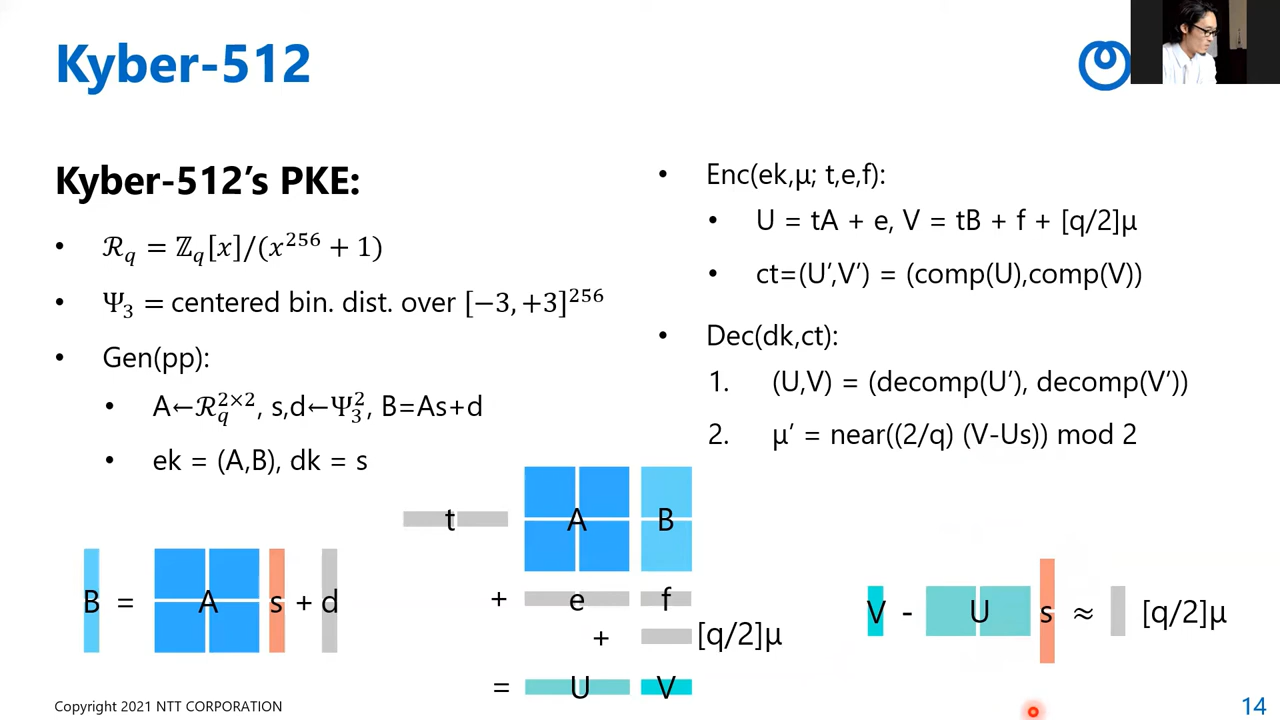 Kyber-512
Kyber-512's PKE:
• ℛ_q = ℤ_q[x]/(x^256 + 1)
• Ψ_3 = centered bin. dist. over [−3, +3]^256
• Gen(pp):
• A←ℛ_q^{2×2}, s,d←Ψ_3^2, B=As+d
• ek = (A,B), dk = s
• Enc(ek,μ; t,e,f):
• U = tA + e, V = tB + f + [q/2]μ
• ct=(U’,V’) = (comp(U),comp(V))
• Dec(dk,ct):
1. (U,V) = (decomp(U’), decomp(V’))
2. μ’ = near((2/q) (V-Us)) mod 2
B = A s + d
t A B
+ e f
+ [q/2]μ
= U V
V - U s ≈ [q/2]μ
Copyright 2021 NTT CORPORATION
14